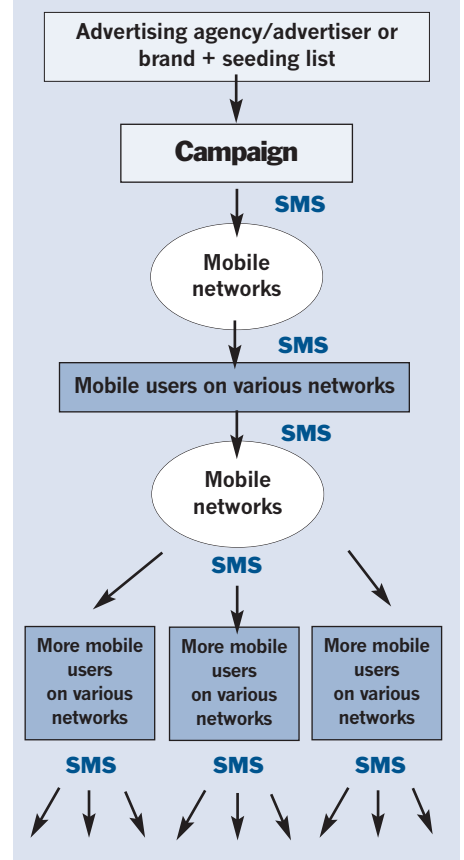 Advertising agency/advertiser or
brand + seeding list
Campaign
SMS
Mobile
networks
SMS
Mobile users on various networks
SMS
Mobile
networks
SMS
More mobile
users
on various
networks
More mobile
users
on various
networks
More mobile
users
on various
networks
SMS
SMS
SMS